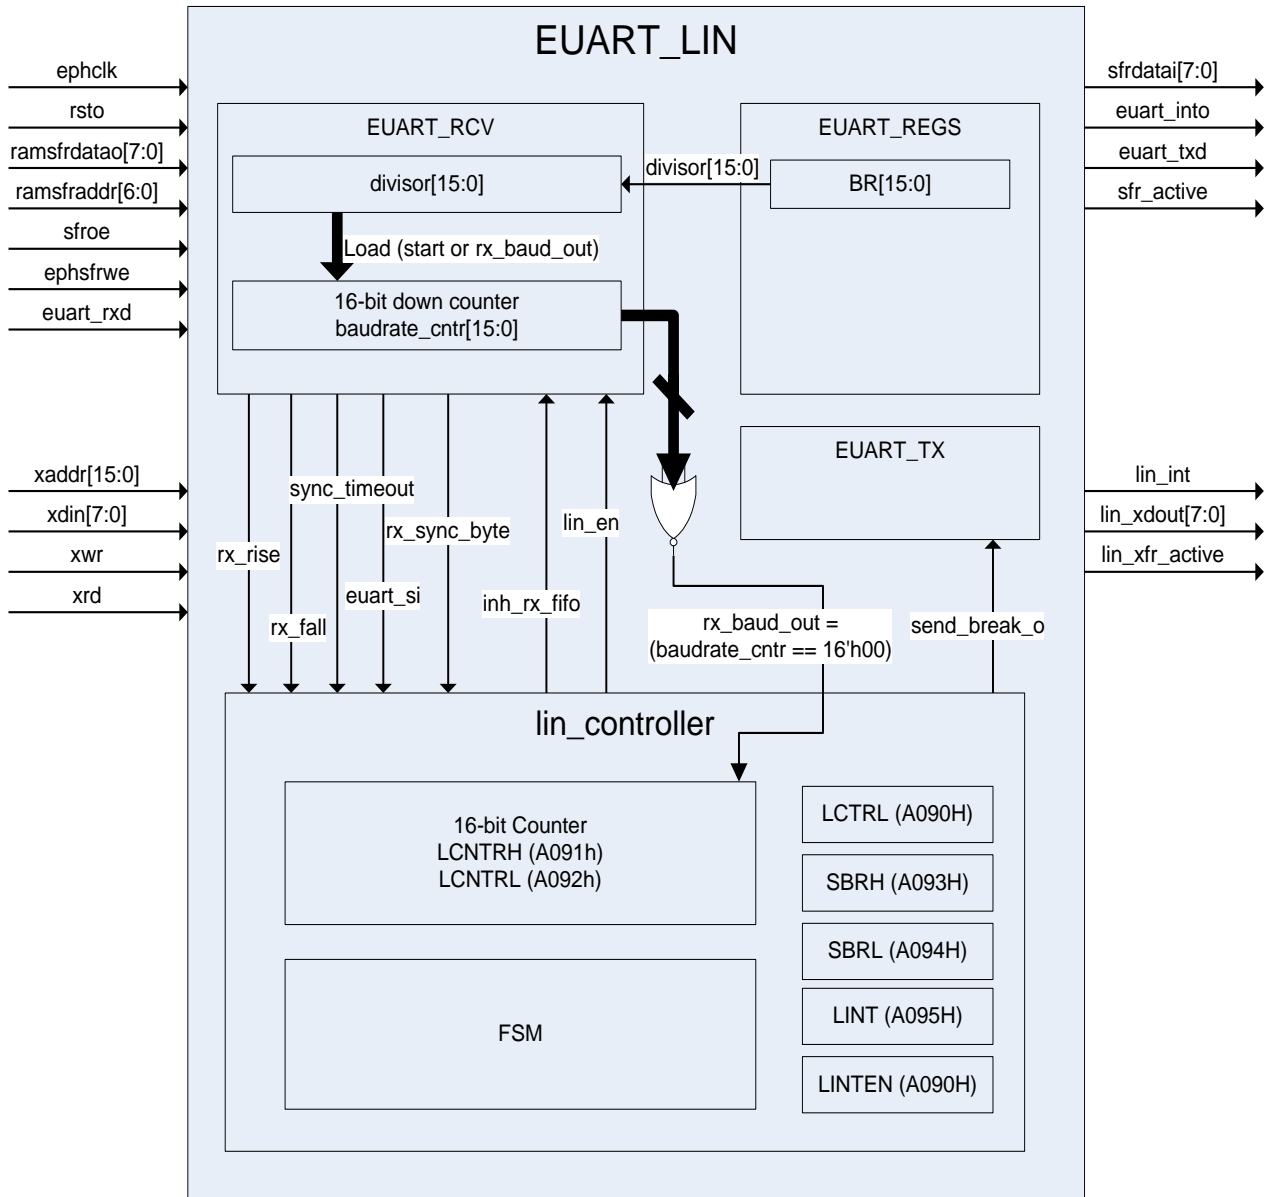 EUART_LIN
ephclk
rsto
ramsfrdatao[7:0]
ramsfraddr[6:0]
sfroe
ephsfrwe
euart_rxd
xaddr[15:0]
xdin[7:0]
xwr
xrd
EUART_RCV
divisor[15:0]
Load (start or rx_baud_out)
16-bit down counter
baudrate_cntr[15:0]
divisor[15:0]
EUART_REGS
BR[15:0]
EUART_TX
sfrdatai[7:0]
euart_into
euart_txd
sfr_active
lin_int
lin_xdout[7:0]
lin_xfr_active
rx_rise
rx_fall
sync_timeout
euart_si
rx_sync_byte
inh_rx_fifo
lin_en
rx_baud_out =
(baudrate_cntr == 16'h00)
send_break_o
lin_controller
16-bit Counter
LCNTRH (A091h)
LCNTRL (A092h)
FSM
LCTRL (A090H)
SBRH (A093H)
SBRL (A094H)
LINT (A095H)
LINTEN (A090H)